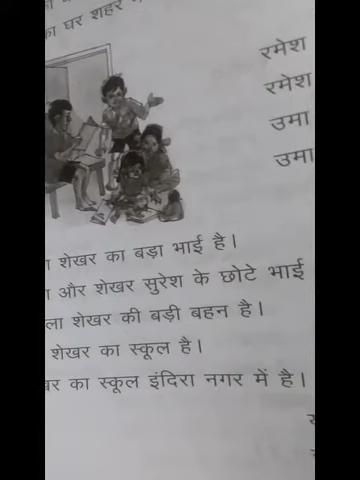 का घर शहर
रमेश
रमेश
उमा
उमा
शेखर का बड़ा भाई है।
और शेखर सुरेश के छोटे भाई
ला शेखर की बड़ी बहन है।
शेखर का स्कूल है।
का स्कूल इंदिरा नगर में है।